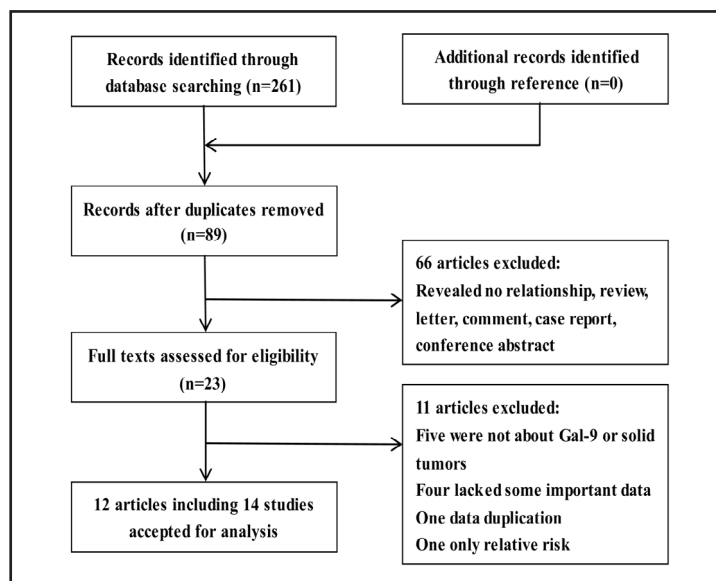 Records identified through
database searching (n=261)
Additional records identified
through reference (n=0)
Records after duplicates removed
(n=89)
66 articles excluded:
Revealed no relationship, review,
letter, comment, case report,
conference abstract
Full texts assessed for eligibility
(n=23)
11 articles excluded:
Five were not about Gal-9 or solid
tumors
Four lacked some important data
One data duplication
One only relative risk
12 articles including 14 studies
accepted for analysis